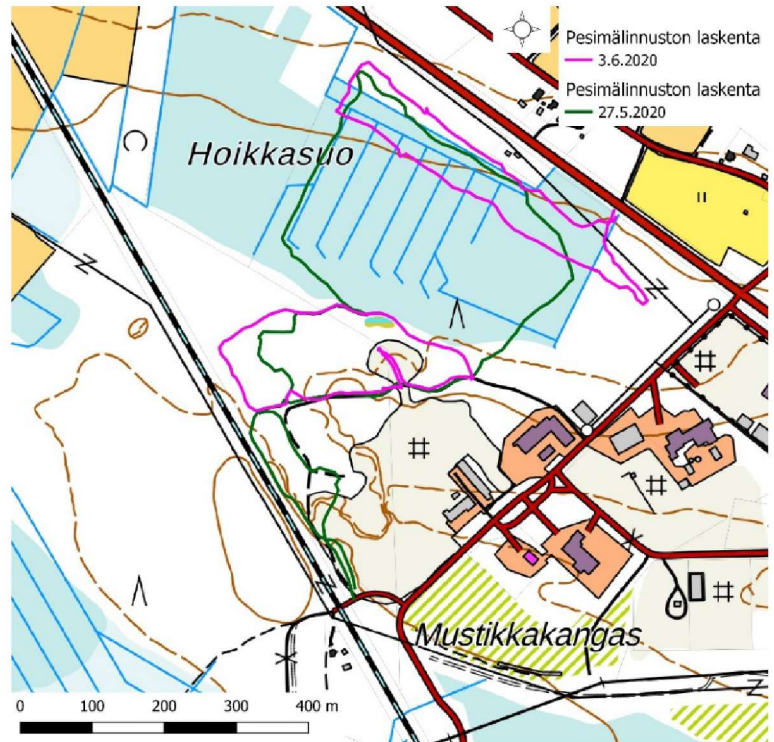 Pesimälinnuston laskenta
3.6.2020
Pesimälinnuston laskenta
27.5.2020
Hoikkasuo
Mustikkakangas
0 100 200 300 400 m